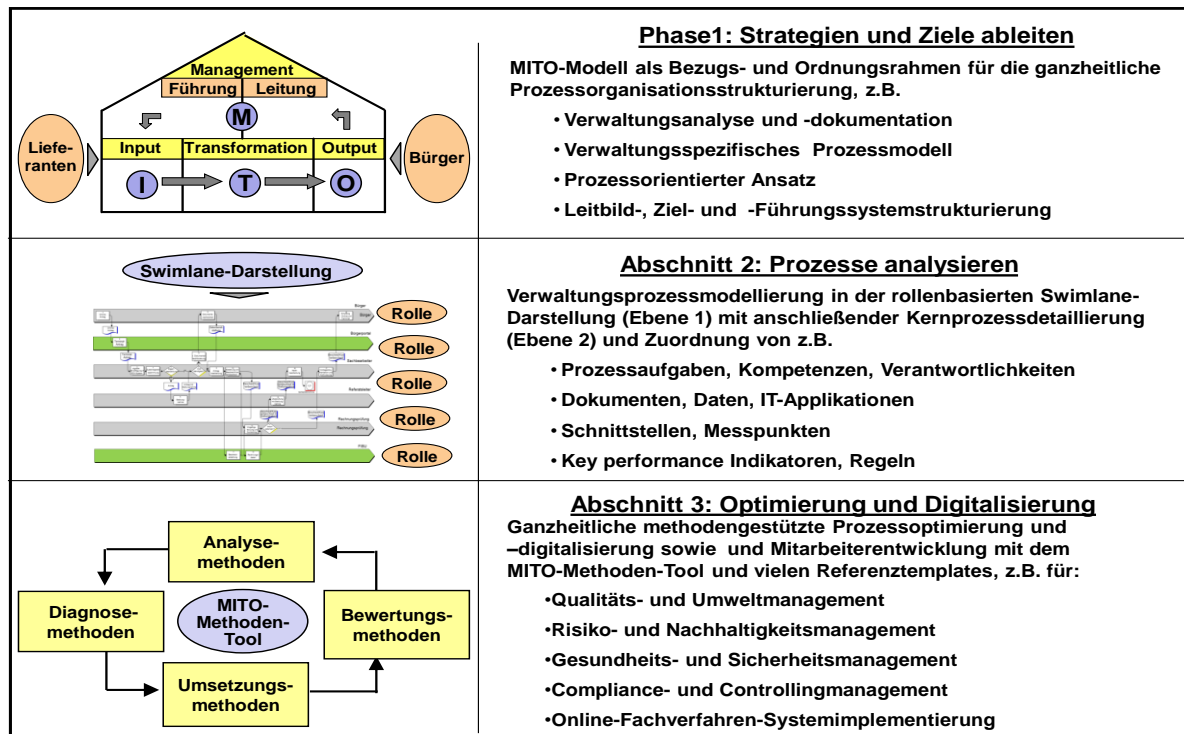 Management
Führung
Leitung
M
Input
Transformation
Output
Liefe-
ranten
Bürger
I
T
O
Phase1: Strategien und Ziele ableiten
MITO-Modell als Bezugs- und Ordnungsrahmen für die ganzheitliche
Prozessorganisationsstrukturierung, z.B.
• Verwaltungsanalyse und -dokumentation
• Verwaltungsspezifisches Prozessmodell
• Prozessorientierter Ansatz
• Leitbild-, Ziel- und -Führungssystemstrukturierung
Swimlane-Darstellung
Rolle
Rolle
Rolle
Rolle
Rolle
Rolle
Abschnitt 2: Prozesse analysieren
Verwaltungsprozessmodellierung in der rollenbasierten Swimlane-
Darstellung (Ebene 1) mit anschließender Kernprozessdetaillierung
(Ebene 2) und Zuordnung von z.B.
• Prozessaufgaben, Kompetenzen, Verantwortlichkeiten
• Dokumenten, Daten, IT-Applikationen
• Schnittstellen, Messpunkten
• Key performance Indikatoren, Regeln
Analyse-
methoden
Diagnose-
methoden
MITO-
Methoden-
Tool
Bewertungs-
methoden
Umsetzungs-
methoden
Abschnitt 3: Optimierung und Digitalisierung
Ganzheitliche methodengestützte Prozessoptimierung und
–digitalisierung sowie und Mitarbeiterentwicklung mit dem
MITO-Methoden-Tool und vielen Referenztemplates, z.B. für:
•Qualitäts- und Umweltmanagement
•Risiko- und Nachhaltigkeitsmanagement
•Gesundheits- und Sicherheitsmanagement
•Compliance- und Controllingmanagement
•Online-Fachverfahren-Systemimplementierung